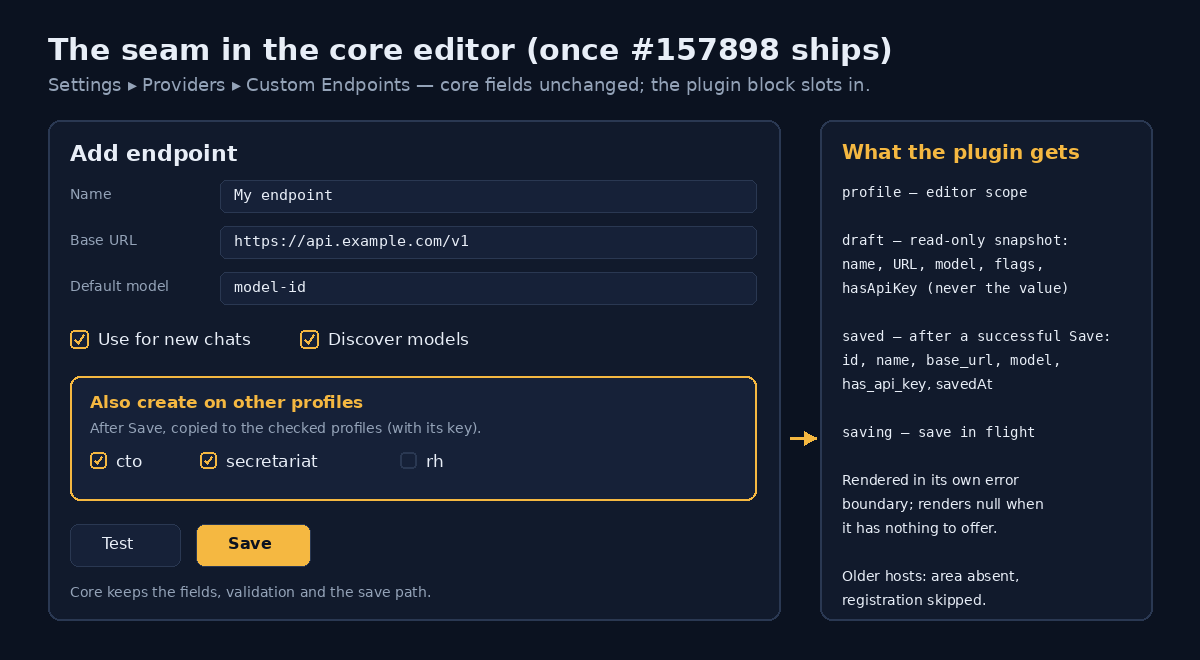 The seam in the core editor (once #157898 ships)
Settings ▸ Providers ▸ Custom Endpoints — core fields unchanged; the plugin block slots in.
Add endpoint
Name
My endpoint
Base URL
https://api.example.com/v1
Default model
model-id
Use for new chats
Discover models
Also create on other profiles
After Save, copied to the checked profiles (with its key).
cto
secretariat
rh
Test
Save
Core keeps the fields, validation and the save path.
What the plugin gets
profile — editor scope
draft — read-only snapshot:
name, URL, model, flags,
hasApiKey (never the value)
saved — after a successful Save:
id, name, base_url, model,
has_api_key, savedAt
saving — save in flight
Rendered in its own error
boundary; renders null when
it has nothing to offer.
Older hosts: area absent,
registration skipped.